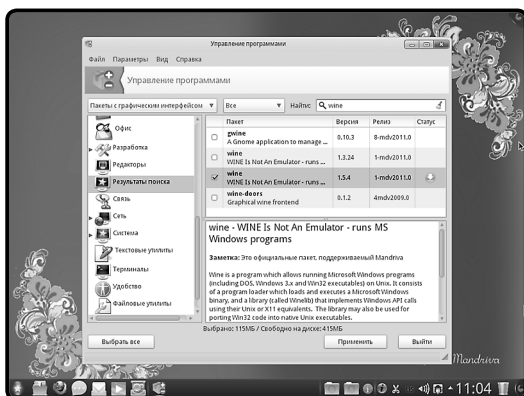 Управление программами
Файл Параметры Вид Справка
Управление программами
Пакеты с графическим интерфейсом Все Найти: wine
Офис
Разработка
Редакторы
Результаты поиска
Связь
Сеть
Система
Текстовые утилиты
Терминалы
Удобство
Файловые утилиты
Пакет Версия Релиз Статус
gwine 0.10.3 8-mdv2011.0
A Gnome application to manage ...
wine 1.3.24 1-mdv2011.0
WINE Is Not An Emulator - runs ...
wine 1.5.4 1-mdv2011.0
WINE Is Not An Emulator - runs ...
wine-doors 0.1.2 4mdv2009.0
Graphical wine frontend
wine - WINE Is Not An Emulator - runs MS
Windows programs
Заметка: Это официальные пакет, поддерживаемый Mandriva
Wine is a program which allows running Microsoft Windows programs
(including DOS, Windows 3.x and Win32 executables) on Unix. It consists
of a program loader which loads and executes a Microsoft Windows
binary, and a library (called Winelib) that implements Windows API calls
using their Unix or X11 equivalents. The library may also be used for
porting Win32 code into native Unix executables.
Выбрано: 115МБ / Свободно на диске: 415МБ
Выбрать все Применить Выйти
Mandriva
11:04